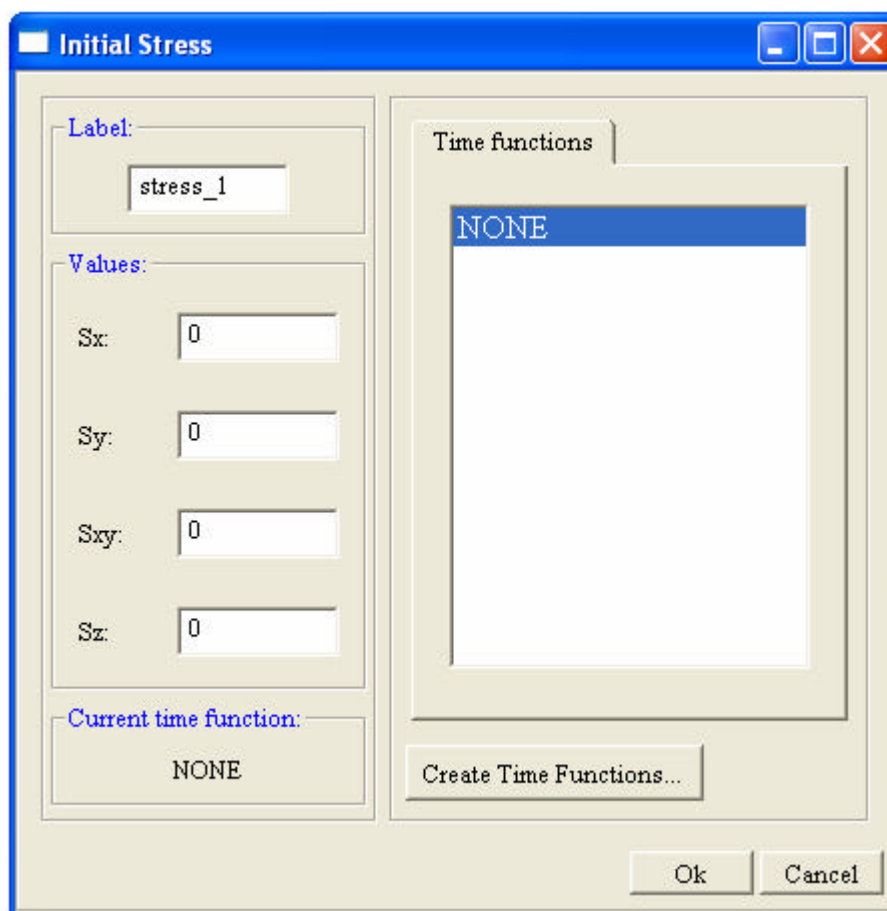 Initial Stress
Label:
stress_1
Values:
Sx: 0
Sy: 0
Sxy: 0
Sz: 0
Current time function:
NONE
Time functions
NONE
Create Time Functions...
Ok Cancel